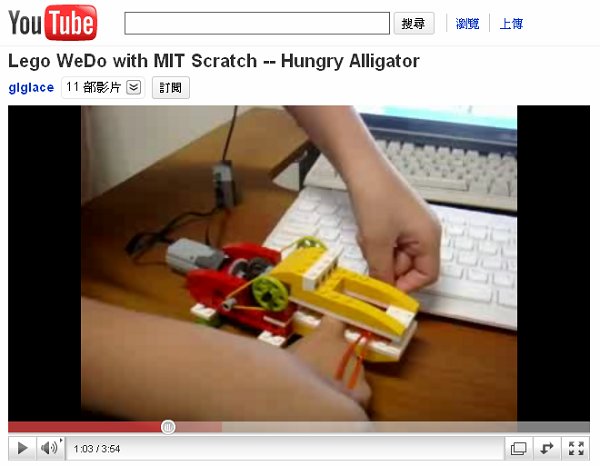 YouTube 搜尋 瀏覽 上傳
Lego WeDo with MIT Scratch -- Hungry Alligator
glglace 11 部影片 訂閱
1:03 / 3:54